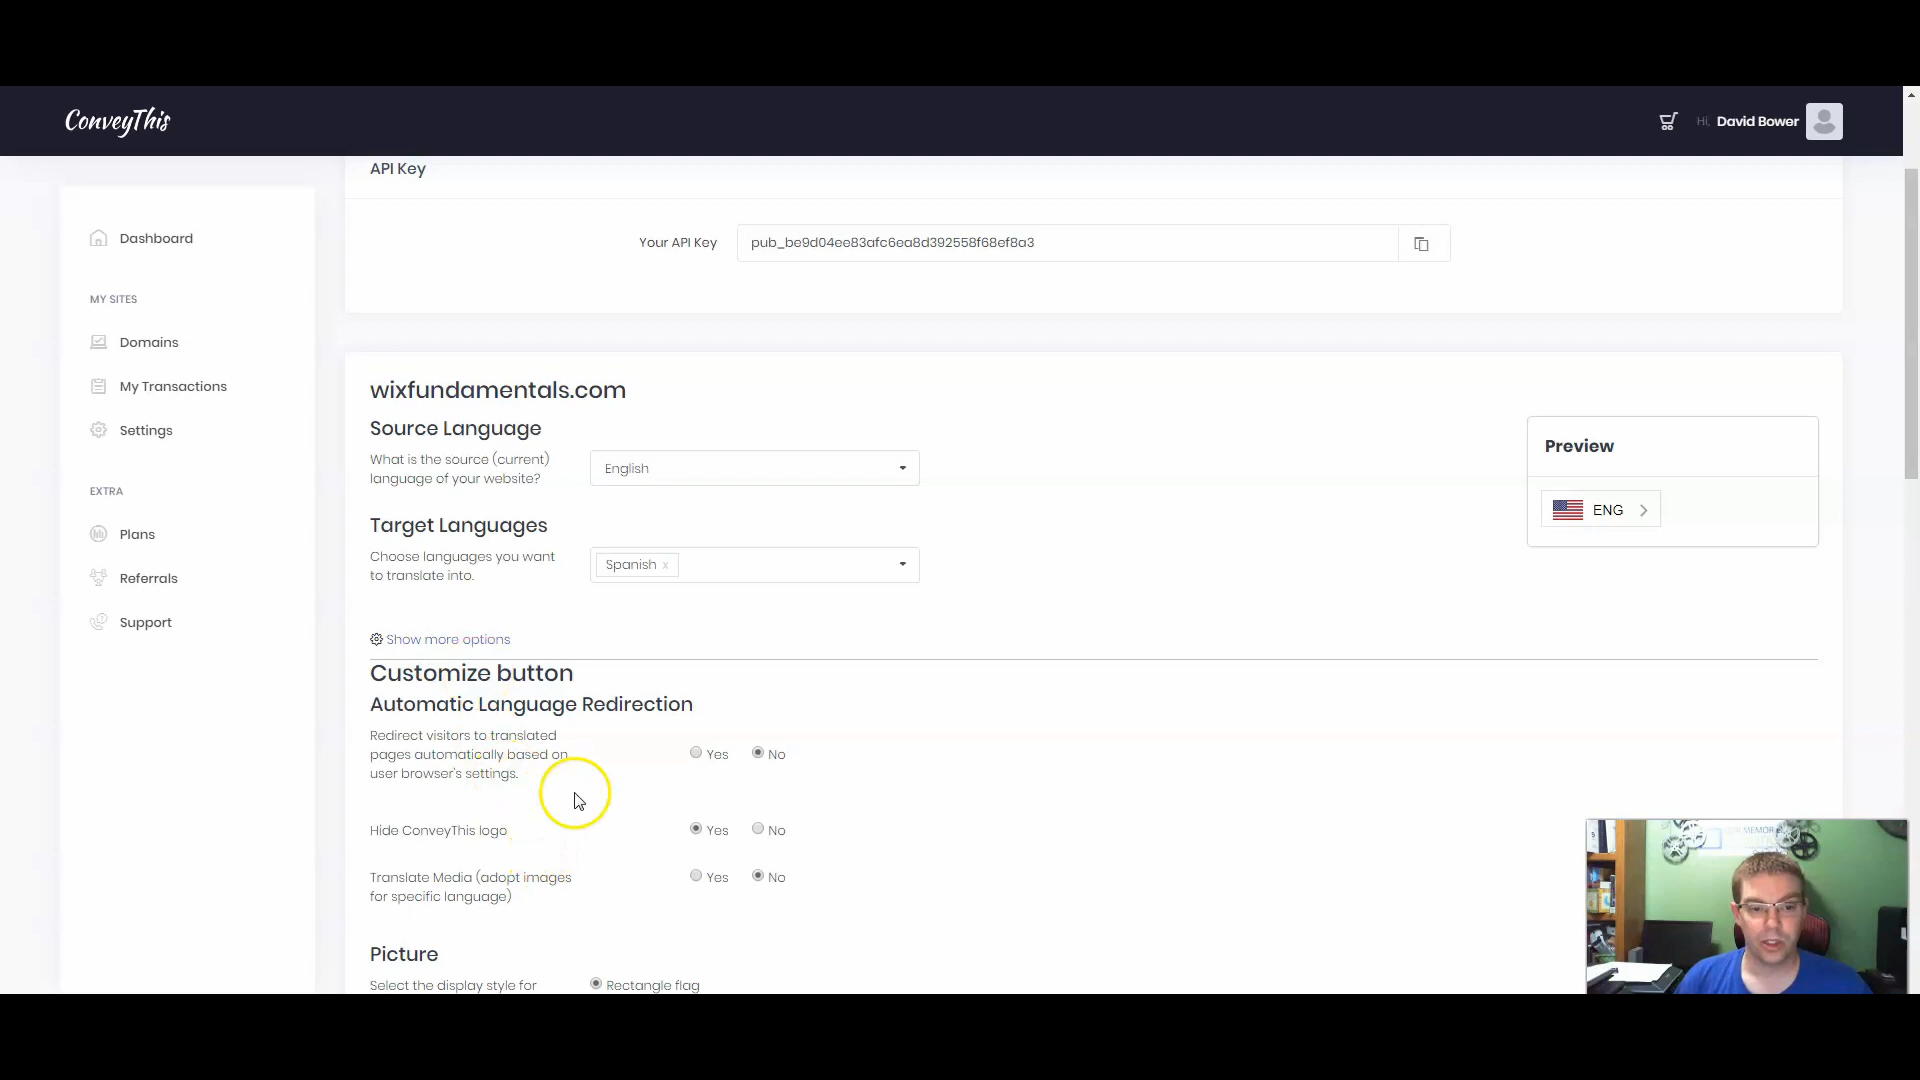 ConveyThis
Hi, David Bower
API Key
Your API Key
pub_be9d04ee83afc6ea8d392558f68ef8a3
Dashboard
MY SITES
Domains
My Transactions
Settings
EXTRA
Plans
Referrals
Support
wixfundamentals.com
Source Language
What is the source (current)
language of your website?
English
Target Languages
Choose languages you want
to translate into.
Spanish x
Preview
ENG
Show more options
Customize button
Automatic Language Redirection
Redirect visitors to translated
pages automatically based on
user browser's settings.
Yes No
Hide ConveyThis logo
Yes No
Translate Media (adopt images
for specific language)
Yes No
Picture
Select the display style for
Rectangle flag